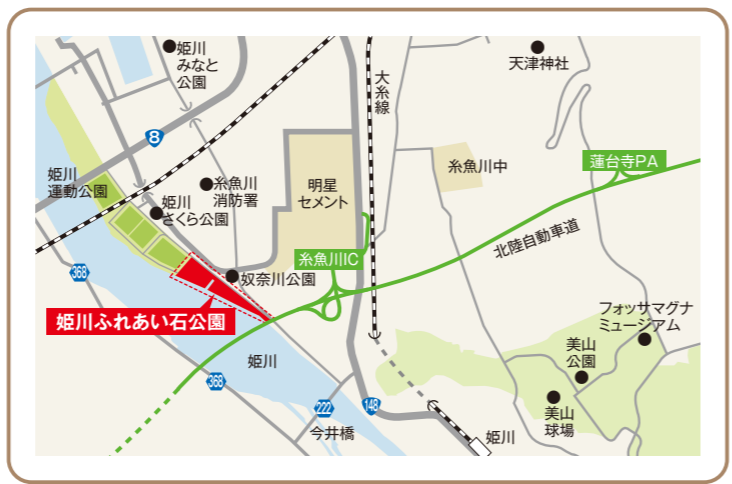 姫川
みなと
公園
大
糸
線
天津神社
8
姫川
運動公園
糸魚川
消防署
明星
セメント
糸魚川中
蓮台寺PA
姫川
さくら公園
北陸自動車道
糸魚川IC
368
奴奈川公園
姫川ふれあい石公園
フォッサマグナ
ミュージアム
美山
公園
姫川
368
222
148
美山
球場
今井橋
姫川